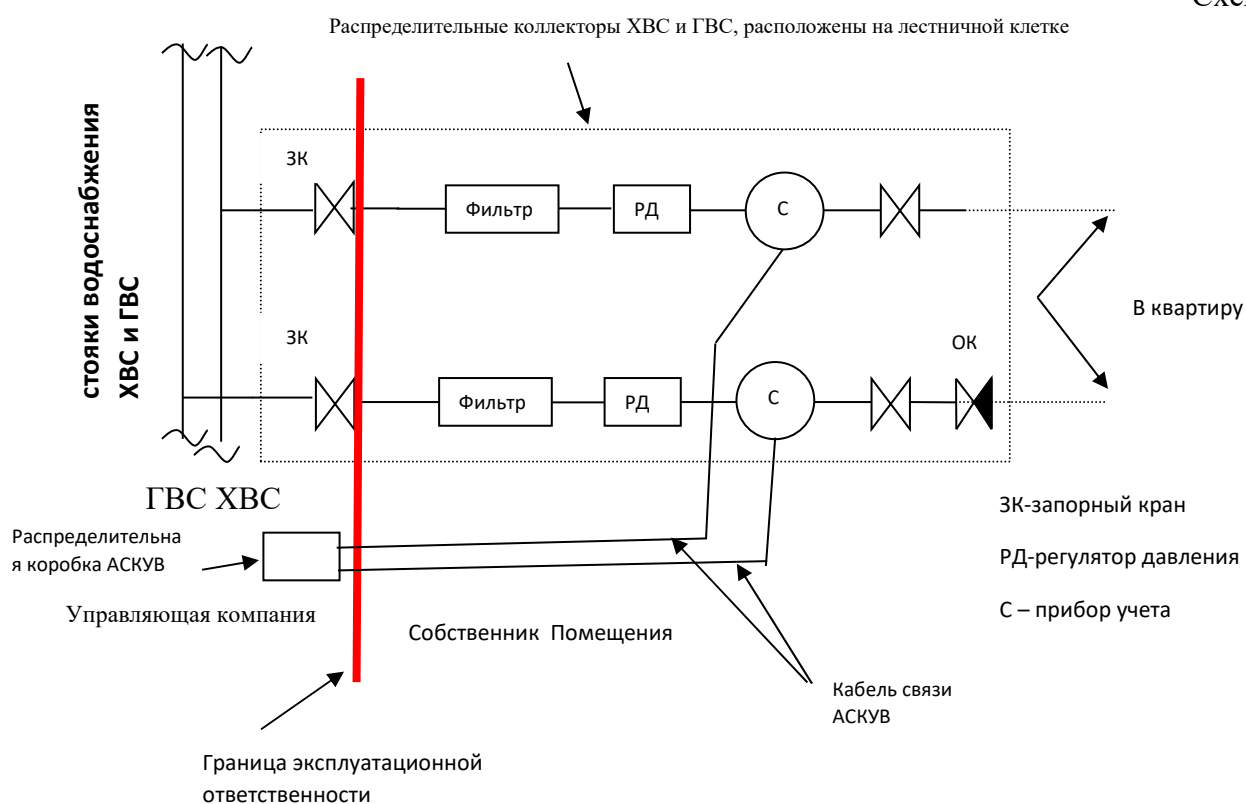 Схе
Распределительные коллекторы ХВС и ГВС, расположены на лестничной клетке
стояки водоснабжения
ХВС и ГВС
ЗК
Фильтр
РД
С
В квартиру
ЗК
ОК
Фильтр
РД
С
ГВС ХВС
ЗК-запорный кран
Распределительна
я коробка АСКУВ
РД-регулятор давления
Управляющая компания
С – прибор учета
Собственник Помещения
Кабель связи
АСКУВ
Граница эксплуатационной
ответственности